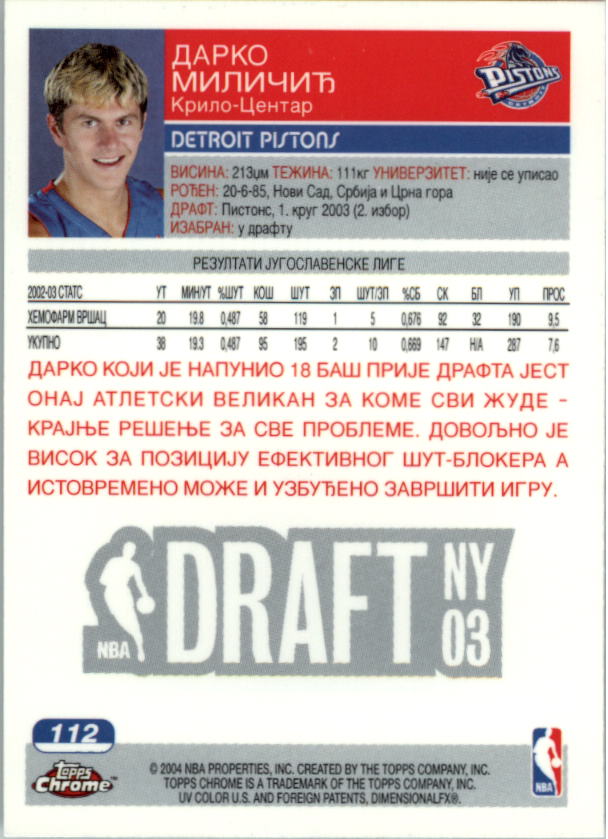 ДАРКО
МИЛИЧИЂ
Крило-Центар
PISTONS
DETROIT
DETROIT PISTONS
ВИСИНА: 213цм ТЕЖИНА: 111кг УНИВЕРЗИТЕТ: није се уписао
РОЂЕН: 20-6-85, Нови Сад, Србија и Црна гора
ДРАФТ: Пистонс, 1. круг 2003 (2. избор)
ИЗАБРАН: у драфту
РЕЗУЛТАТИ ЈУГОСЛАВЕНСКЕ ЛИГЕ
2002-03 СТАТС УТ МИН/УТ %ШУТ КОШ ШУТ ЗП ШУТ/ЗП %СБ СК БЛ УП ПРОС
ХЕМОФАРМ ВРШАЦ 20 19.8 0,487 58 119 1 5 0,676 92 32 190 9,5
УКУПНО 38 19.3 0,487 95 195 2 10 0,669 147 Н/А 287 7,6
ДАРКО КОЈИ ЈЕ НАПУНИО 18 БАШ ПРИЈЕ ДРАФТА ЈЕСТ
ОНАЈ АТЛЕТСКИ ВЕЛИКАН ЗА КОМЕ СВИ ЖУДЕ -
КРАЈЊЕ РЕШЕЊЕ ЗА СВЕ ПРОБЛЕМЕ. ДОВОЉНО ЈЕ
ВИСОК ЗА ПОЗИЦИЈУ ЕФЕКТИВНОГ ШУТ-БЛОКЕРА А
ИСТОВРЕМЕНО МОЖЕ И УЗБУЂЕНО ЗАВРШИТИ ИГРУ.
NBA DRAFT NY
03
112
topps
Chrome™
© 2004 NBA PROPERTIES, INC. CREATED BY THE TOPPS COMPANY, INC.
TOPPS CHROME IS A TRADEMARK OF THE TOPPS COMPANY, INC.
UV COLOR U.S. AND FOREIGN PATENTS, DIMENSIONALFX®.
NBA